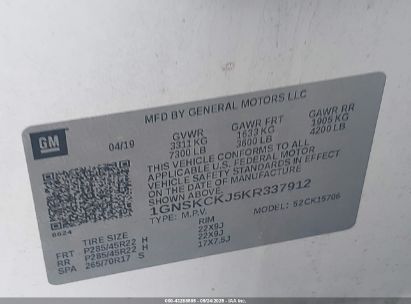 MFD BY GENERAL MOTORS LLC
GM
04/19
GVWR GAWR FRT GAWR RR
3311 KG 1633 KG 1905 KG
7300 LB 3600 LB 4200 LB
THIS VEHICLE CONFORMS TO ALL
APPLICABLE U.S. FEDERAL MOTOR
VEHICLE SAFETY STANDARDS IN EFFECT
ON THE DATE OF MANUFACTURE
1GNSKCKJ5KR337912
TYPE: M.P.V. MODEL: 52CK15706
8624
TIRE SIZE RIM
FRT P285/45R22 H 22X9J
RR P285/45R22 H 22X9J
SPA 265/70R17 S 17X7.5J